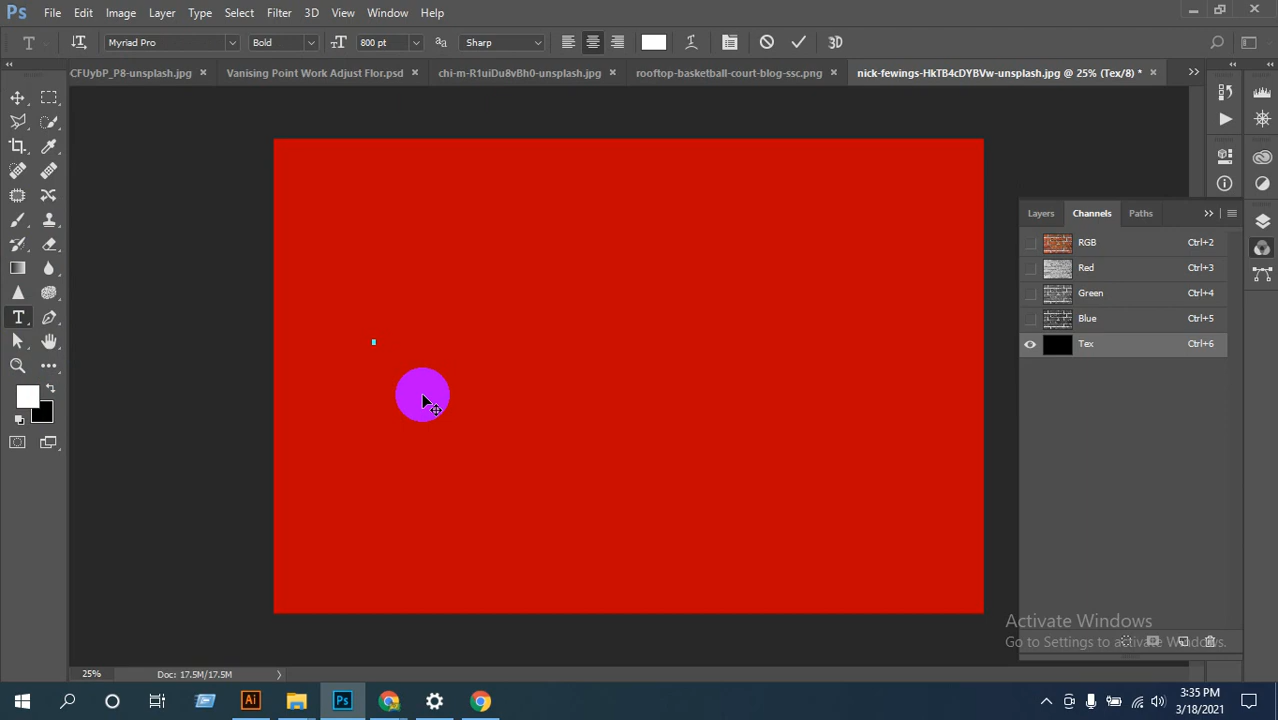 Ps File Edit Image Layer Type Select Filter 3D View Window Help
T Myriad Pro Bold 800 pt aa Sharp 3D
CFUybP_P8-unsplash.jpg × Vanising Point Work Adjust Flor.psd × chi-m-R1uiDu8vBh0-unsplash.jpg × rooftop-basketball-court-blog-ssc.png × nick-fewings-HkTB4cDYBVw-unsplash.jpg @ 25% (Tex/8) * ×
Layers Channels Paths
RGB Ctrl+2
Red Ctrl+3
Green Ctrl+4
Blue Ctrl+5
Tex Ctrl+6
Activate Windows
Go to Settings to activate Windows.
25% Doc: 17.5M/17.5M
Ai Ps
3:35 PM
3/18/2021